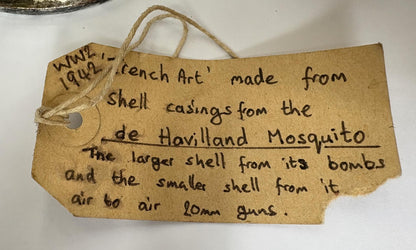 WW2
1942
'Trench Art' made from
Shell casings fom the
de Havilland Mosquito
The larger shell from its bombs
and the smaller shell from it
air to air 20mm guns.